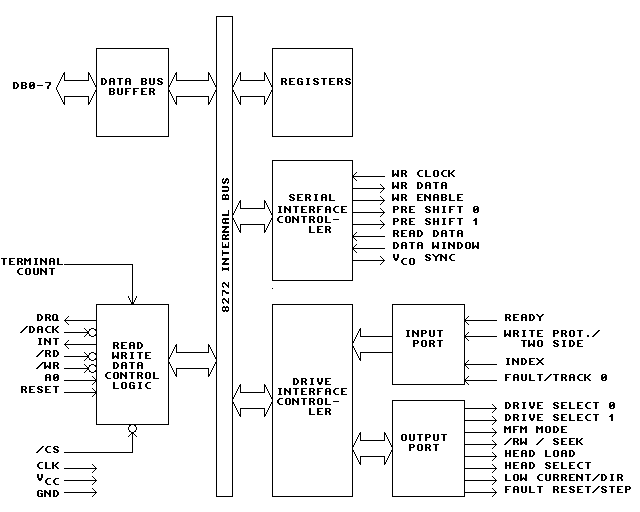 DB0-7
DATA BUS
BUFFER
REGISTERS
8272 INTERNAL BUS
SERIAL
INTERFACE
CONTROL-
LER
WR CLOCK
WR DATA
WR ENABLE
PRE SHIFT 0
PRE SHIFT 1
READ DATA
DATA WINDOW
VCO SYNC
TERMINAL
COUNT
DRQ
/DACK
INT
/RD
/WR
A0
RESET
READ
WRITE
DATA
CONTROL
LOGIC
/CS
CLK
VCC
GND
DRIVE
INTERFACE
CONTROL-
LER
INPUT
PORT
READY
WRITE PROT./
TWO SIDE
INDEX
FAULT/TRACK 0
OUTPUT
PORT
DRIVE SELECT 0
DRIVE SELECT 1
MFM MODE
/RW / SEEK
HEAD LOAD
HEAD SELECT
LOW CURRENT/DIR
FAULT RESET/STEP